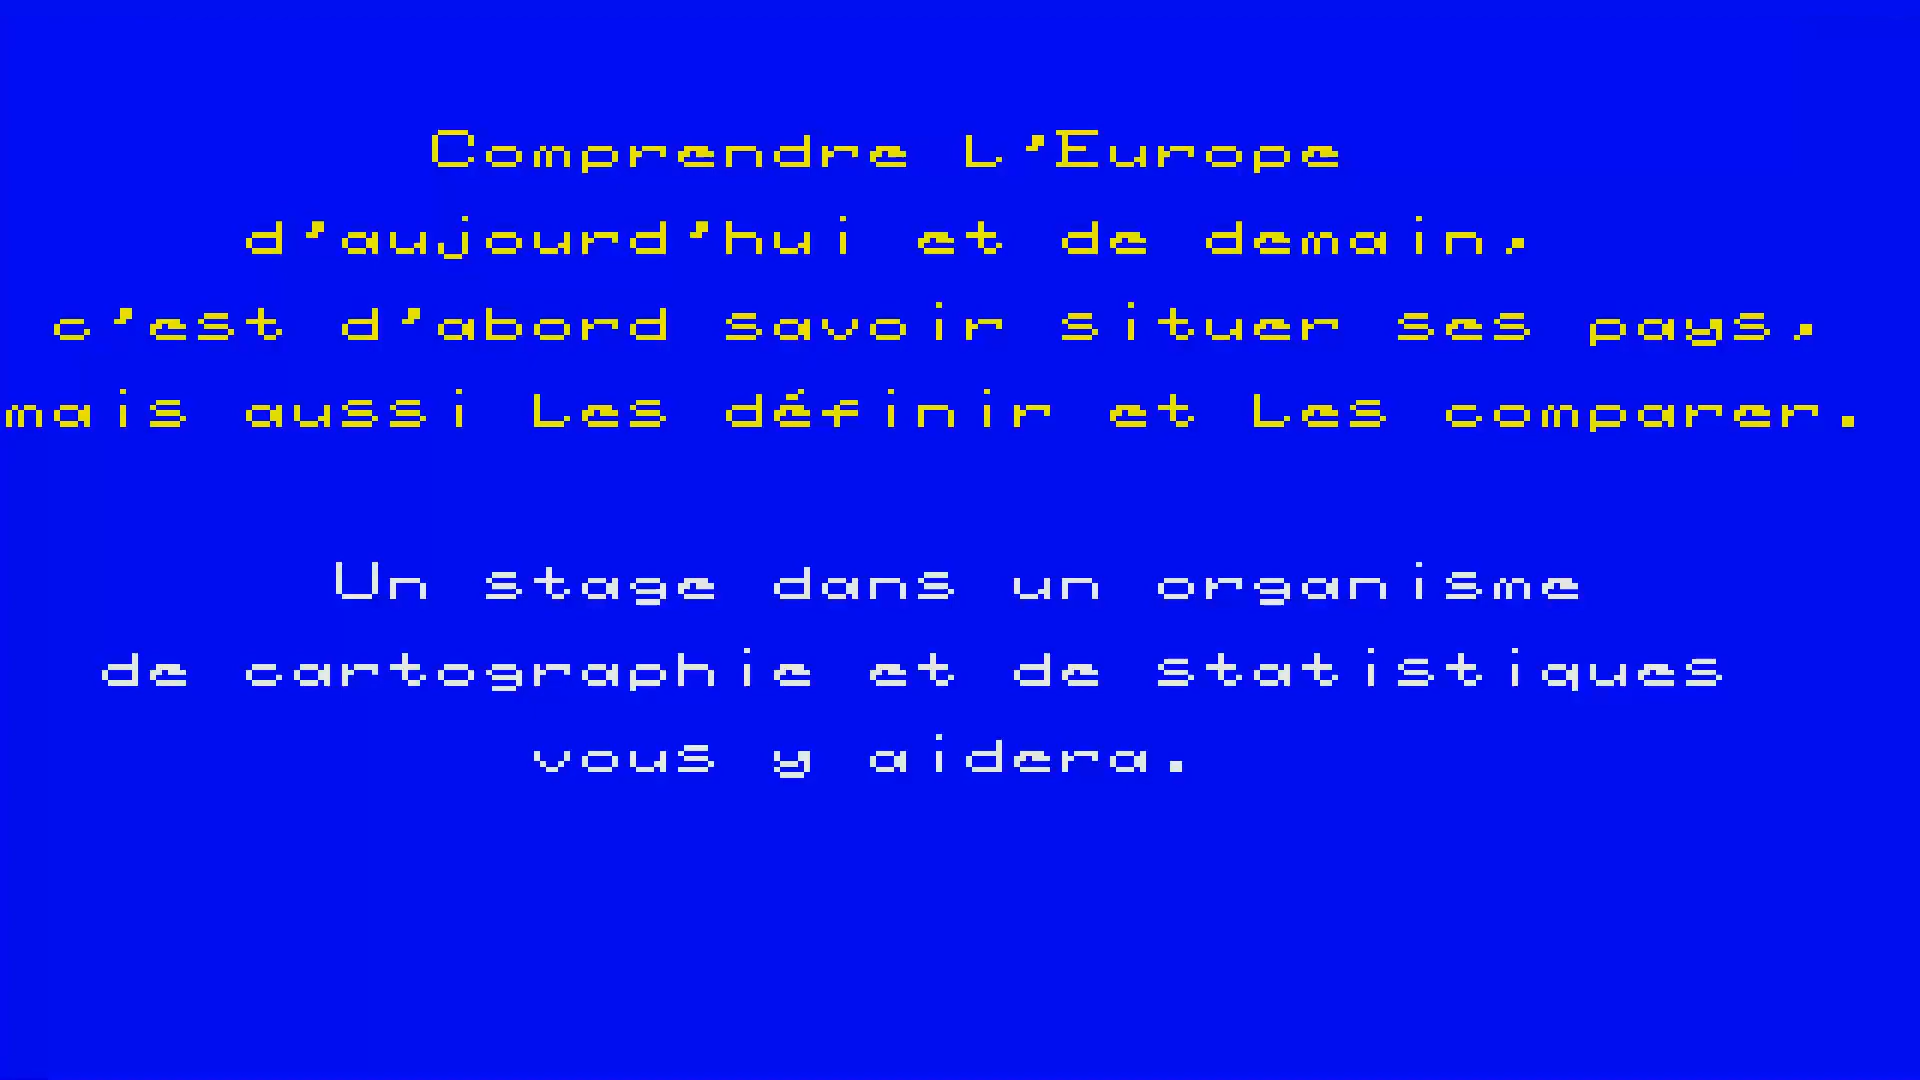 Comprendre l'Europe
d'aujourd'hui et de demain,
c'est d'abord savoir situer ses pays,
mais aussi les définir et les comparer.
Un stage dans un organisme
de cartographie et de statistiques
vous y aidera.